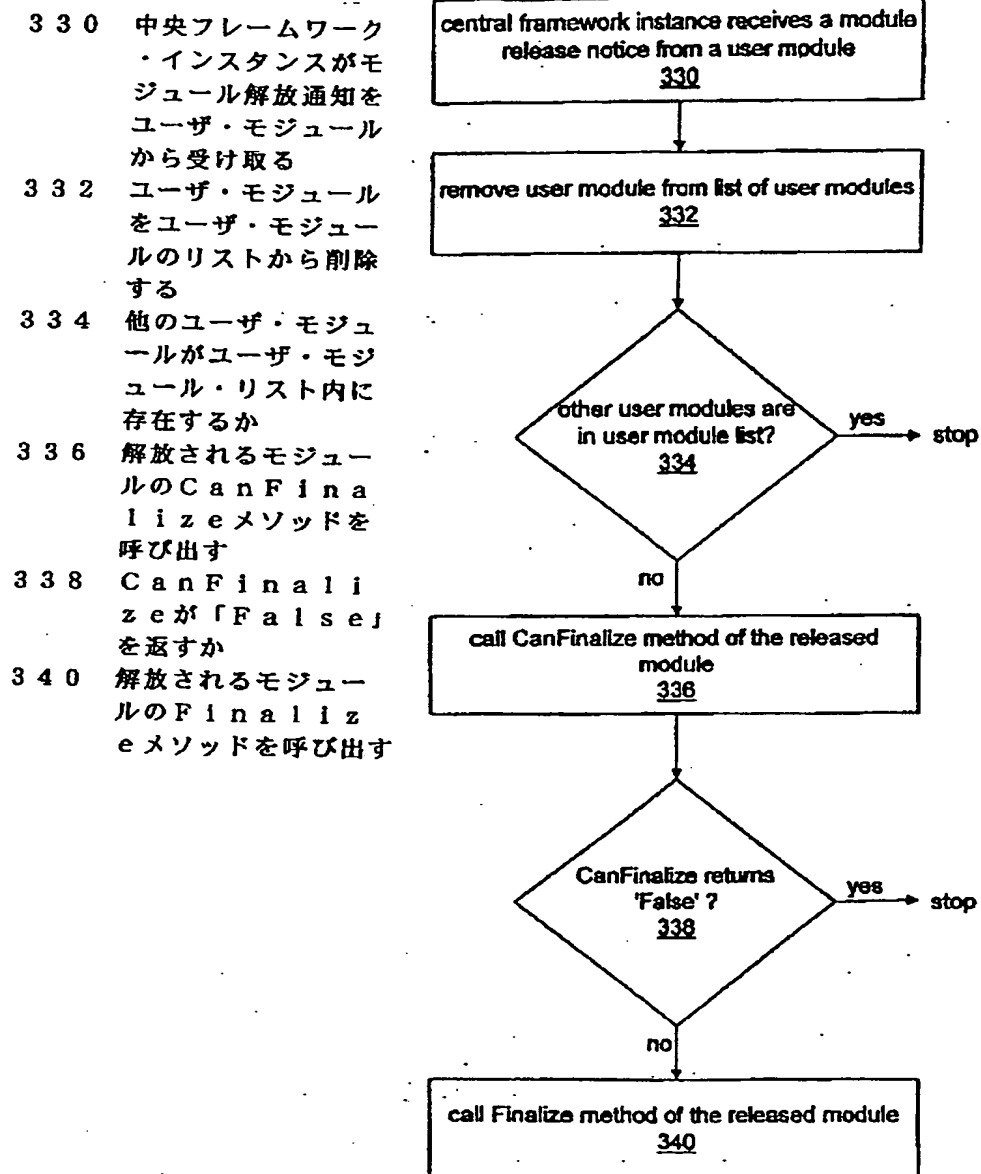 330 中央フレームワーク
・インスタンスがモ
ジュール解放通知を
ユーザ・モジュール
から受け取る
332 ユーザ・モジュール
をユーザ・モジュー
ルのリストから削除
する
334 他のユーザ・モジュ
ールがユーザ・モジ
ュール・リスト内に
存在するか
336 解放されるモジュー
ルのCanFina
lizeメソッドを
呼び出す
338 CanFinali
zeが「False」
を返すか
340 解放されるモジュー
ルのFinaliz
eメソッドを呼び出す
central framework instance receives a module
release notice from a user module
330
remove user module from list of user modules
332
other user modules are
in user module list?
334
yes
stop
no
call CanFinalize method of the released
module
336
CanFinalize returns
'False' ?
338
yes
stop
no
call Finalize method of the released module
340